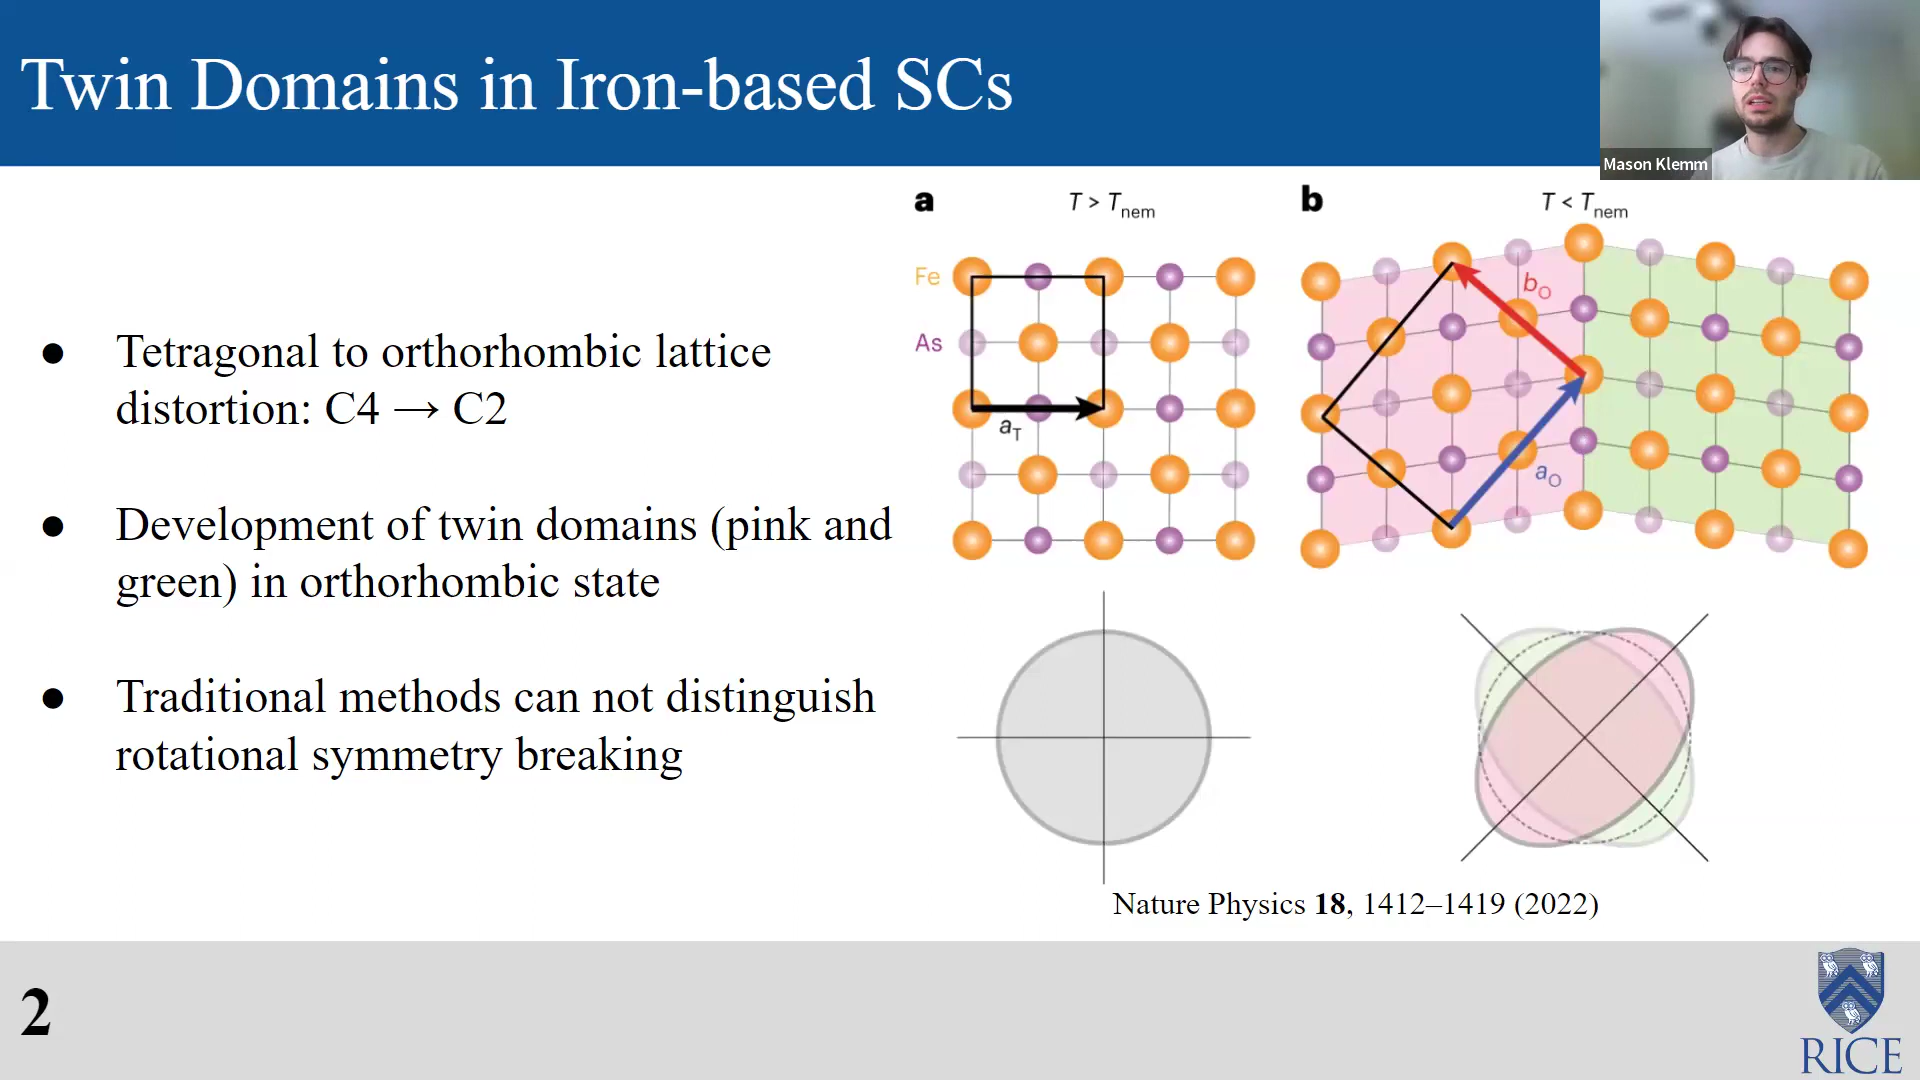 Twin Domains in Iron-based SCs
Mason Klemm
● Tetragonal to orthorhombic lattice
distortion: C4 → C2
● Development of twin domains (pink and
green) in orthorhombic state
● Traditional methods can not distinguish
rotational symmetry breaking
a
T > Tnem
b
T < Tnem
Fe
As
aT
bO
aO
Nature Physics 18, 1412–1419 (2022)
2
RICE